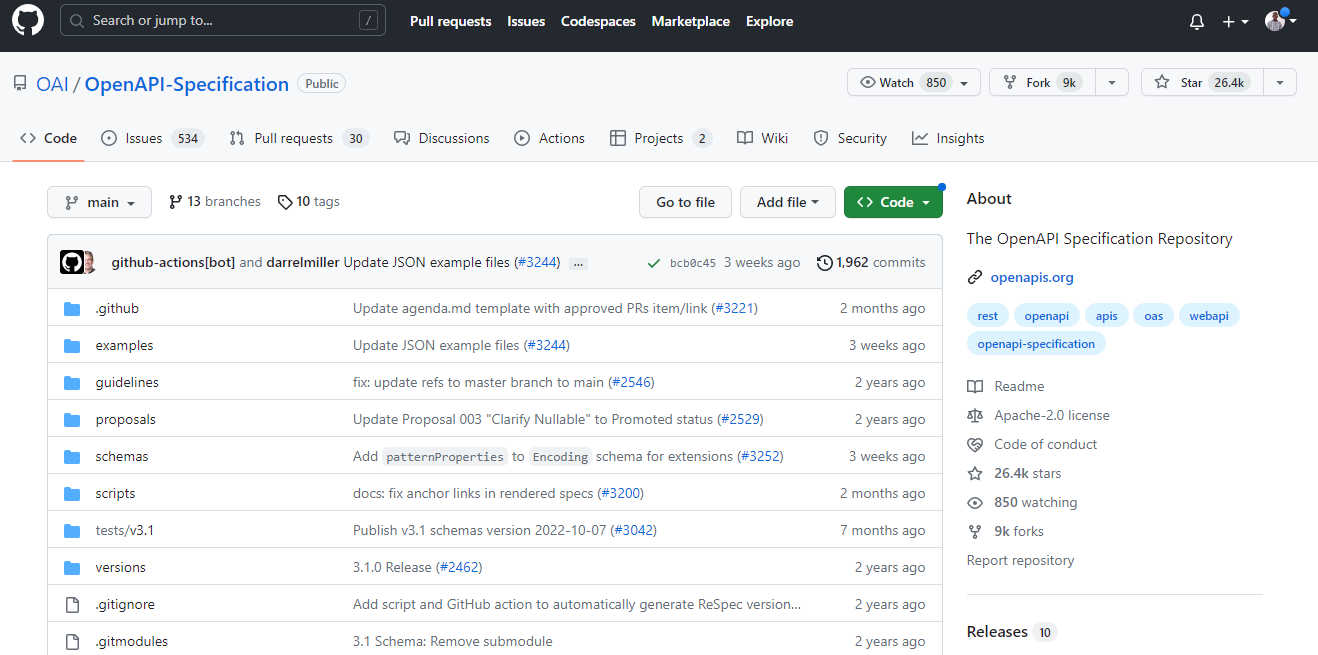 Search or jump to... / Pull requests Issues Codespaces Marketplace Explore
OAI / OpenAPI-Specification Public Watch 850 Fork 9k Star 26.4k
Code Issues 534 Pull requests 30 Discussions Actions Projects 2 Wiki Security Insights
main 13 branches 10 tags Go to file Add file Code
github-actions[bot] and darrelmiller Update JSON example files (#3244) ... bcb0c45 3 weeks ago 1,962 commits
.github Update agenda.md template with approved PRs item/link (#3221) 2 months ago
examples Update JSON example files (#3244) 3 weeks ago
guidelines fix: update refs to master branch to main (#2546) 2 years ago
proposals Update Proposal 003 "Clarify Nullable" to Promoted status (#2529) 2 years ago
schemas Add patternProperties to Encoding schema for extensions (#3252) 3 weeks ago
scripts docs: fix anchor links in rendered specs (#3200) 2 months ago
tests/v3.1 Publish v3.1 schemas version 2022-10-07 (#3042) 7 months ago
versions 3.1.0 Release (#2462) 2 years ago
.gitignore Add script and GitHub action to automatically generate ReSpec version... 2 years ago
.gitmodules 3.1 Schema: Remove submodule 2 years ago
About
The OpenAPI Specification Repository
openapis.org
rest openapi apis oas webapi
openapi-specification
Readme
Apache-2.0 license
Code of conduct
26.4k stars
850 watching
9k forks
Report repository
Releases 10